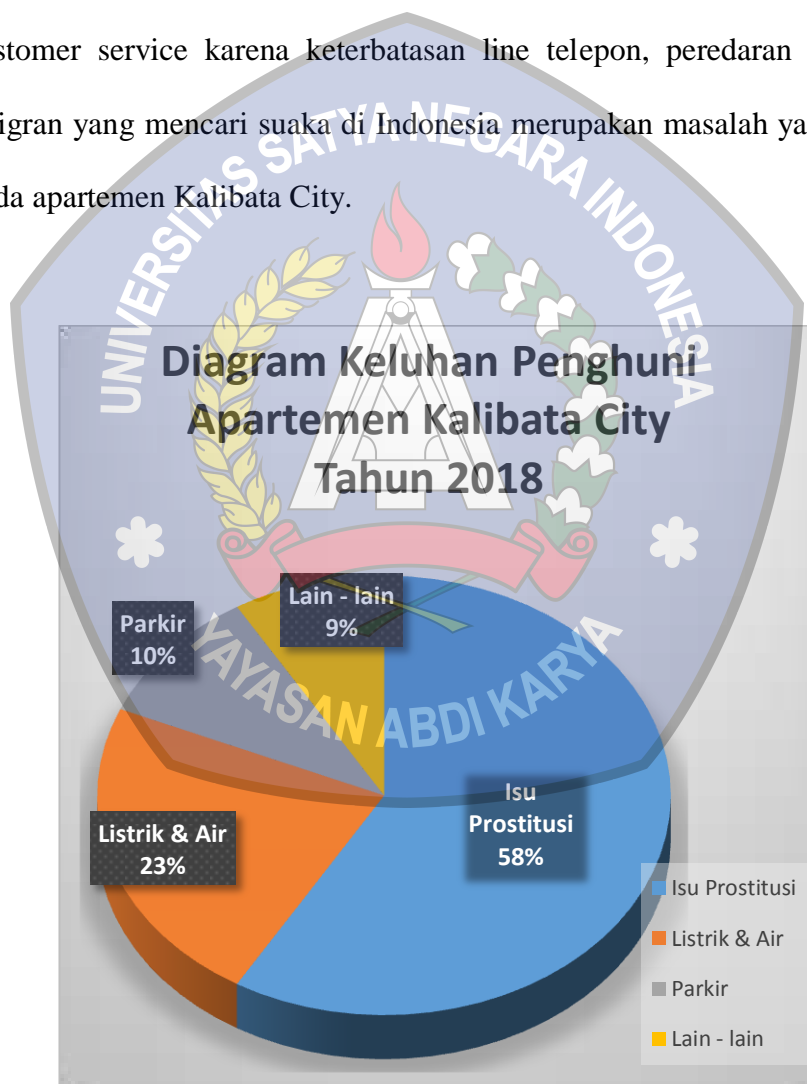 stomer service karena keterbatasan line telepon, peredaran
igran yang mencari suaka di Indonesia merupakan masalah ya
da apartemen Kalibata City.
UNIVERSITAS SATYA NEGARA INDONESIA
Diagram Keluhan Penghuni
Apartemen Kalibata City
Tahun 2018
Lain - lain
9%
Parkir
10%
YAYASAN ABDI KARYA
Isu
Prostitusi
58%
Listrik & Air
23%
Isu Prostitusi
Listrik & Air
Parkir
Lain - lain